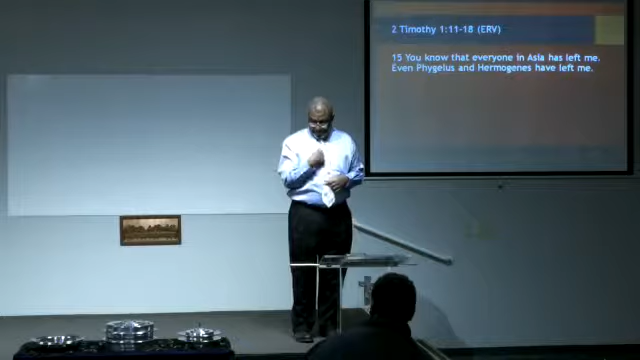 2 Timothy 1:11-18 (ERV)
15 You know that everyone in Asia has left me.
Even Phygelus and Hermogenes have left me.